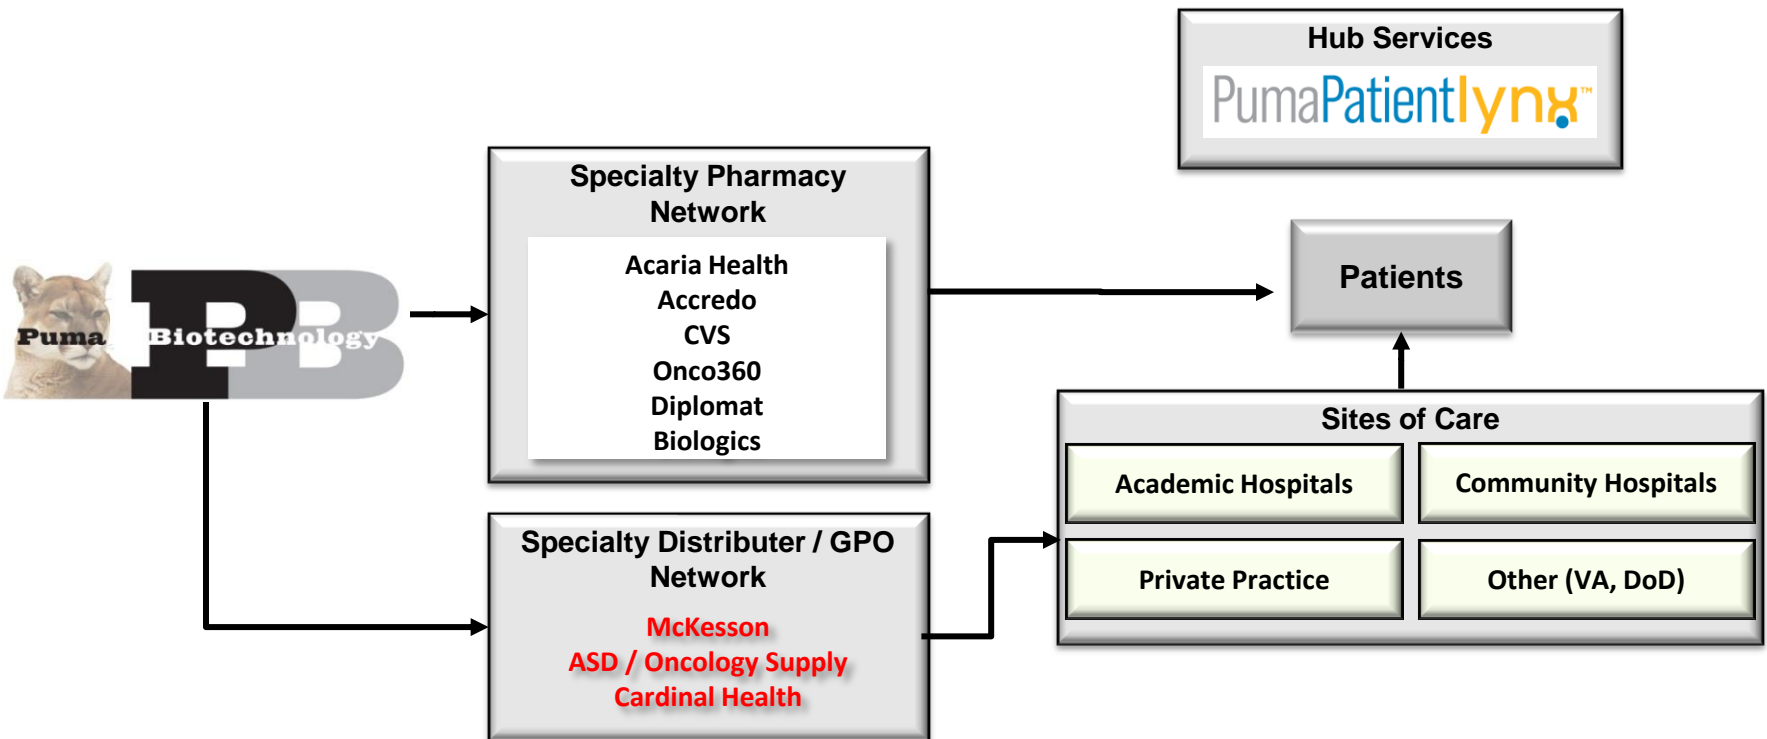 Hub Services
PumaPatientlynx™
Specialty Pharmacy
Network
Acaria Health
Accredo
CVS
Onco360
Diplomat
Biologics
Patients
PB
Puma Biotechnology
Sites of Care
Academic Hospitals
Community Hospitals
Private Practice
Other (VA, DoD)
Specialty Distributer / GPO
Network
McKesson
ASD / Oncology Supply
Cardinal Health